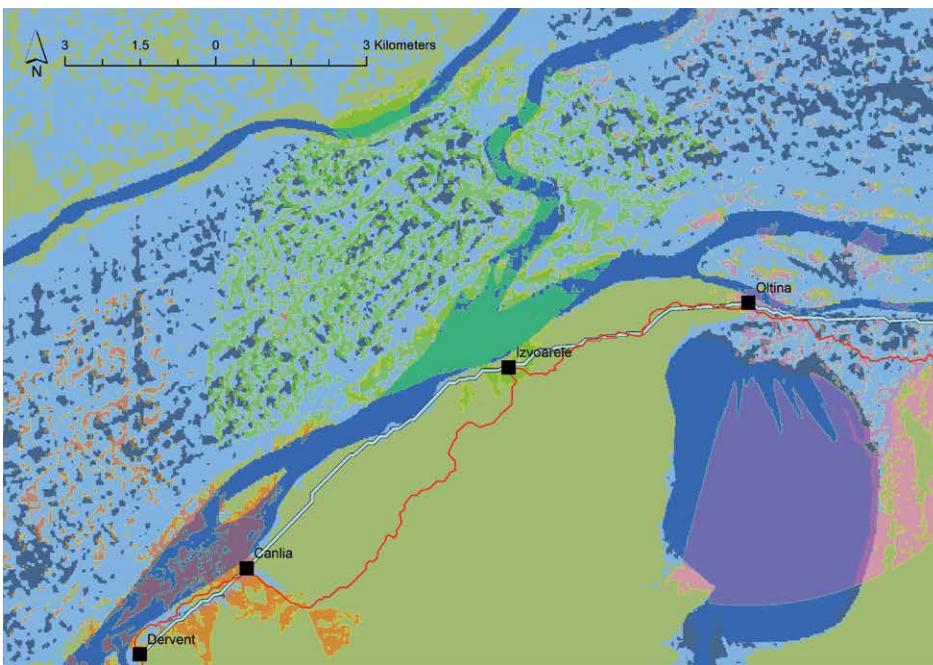 3 1.5 0 3 Kilometers
N
Oltina
Izvoarele
Canlia
Dervent